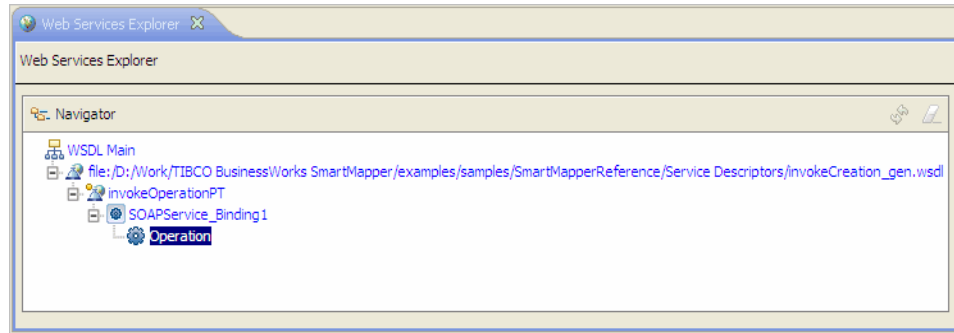 Web Services Explorer
Web Services Explorer
Navigator
WSDL Main
file:/D:/Work/TIBCO BusinessWorks SmartMapper/examples/samples/SmartMapperReference/Service Descriptors/invokeCreation_gen.wsdl
invokeOperationPT
SOAPService_Binding1
Operation